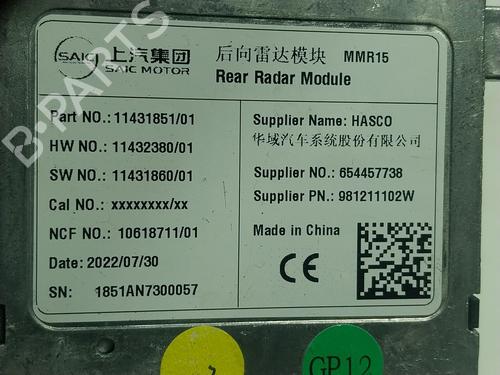 SAIC 上汽集团
SAIC MOTOR
后向雷达模块 MMR15
Rear Radar Module
Part NO.: 11431851/01
HW NO.: 11432380/01
SW NO.: 11431860/01
Cal NO.: xxxxxxxx/xx
NCF NO.: 10618711/01
Date: 2022/07/30
SN: 1851AN7300057
Supplier Name: HASCO
华域汽车系统股份有限公司
Supplier NO.: 654457738
Supplier PN.: 981211102W
Made in China
CE
GP12
B-PARTS